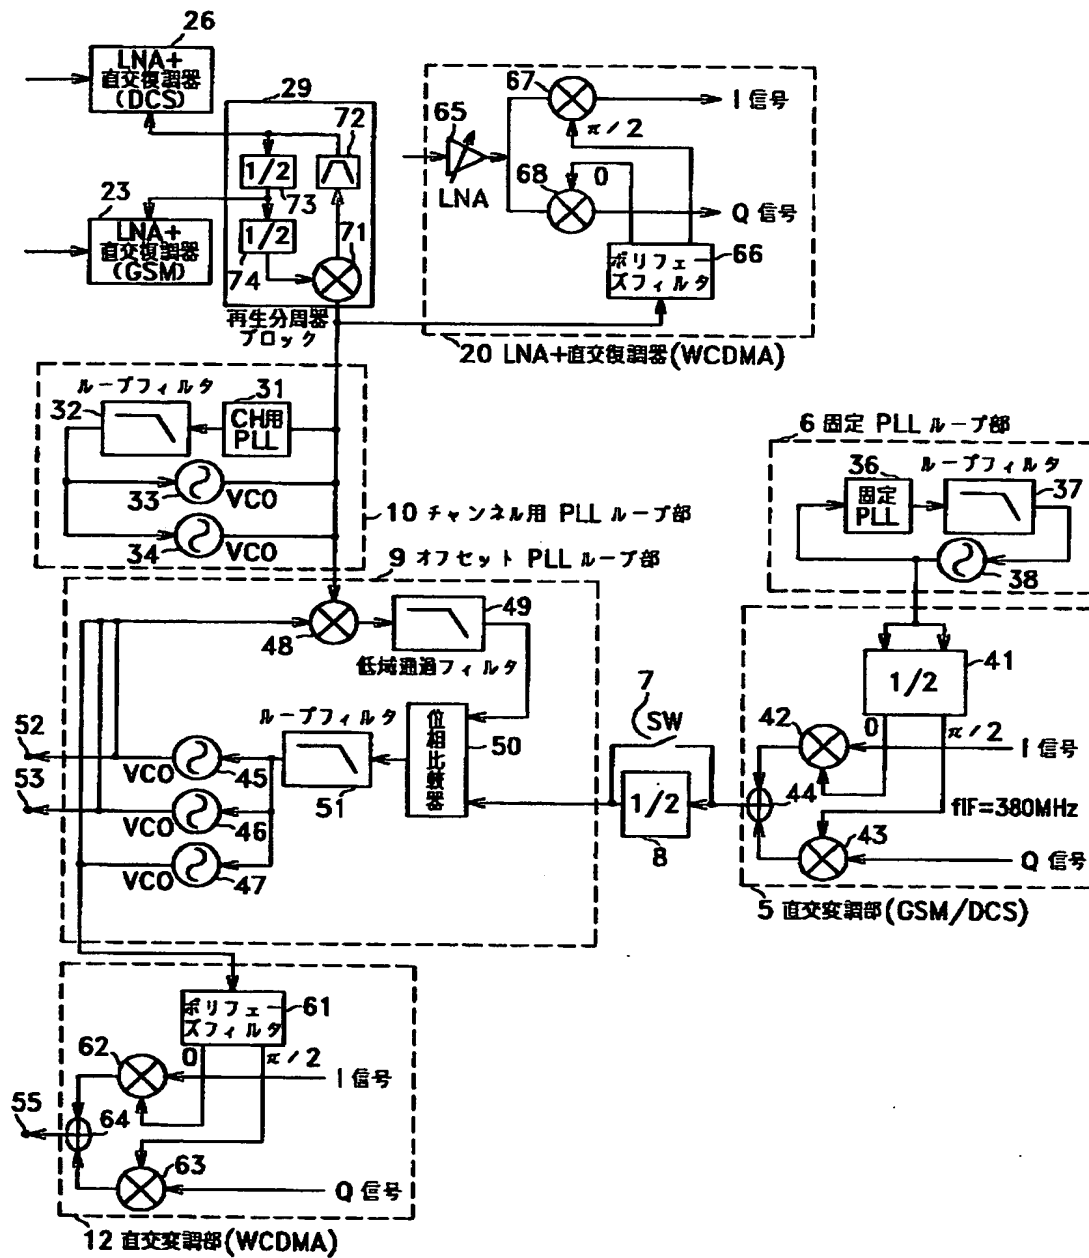 26
LNA+
直交復調器
(DCS)
29
72
1/2
73
23
LNA+
直交復調器
(GSM)
1/2
74
71
再生分周器
ブロック
65
LNA
67
π/2
I 信号
68
0
Q 信号
ポリフェー
ズフィルタ
66
20 LNA+直交復調器(WCDMA)
ループフィルタ
32
31
CH用
PLL
33
VCO
34
VCO
10 チャンネル用 PLL ループ部
6 固定 PLL ループ部
36
固定
PLL
ループフィルタ
37
38
9 オフセット PLL ループ部
48
49
低域通過フィルタ
ループフィルタ
51
位相比較器
50
52
53
VCO
45
VCO
46
VCO
47
7
SW
1/2
8
1/2
41
42
0
π/2
I 信号
44
fIF=380MHz
43
Q 信号
5 直交変調部(GSM/DCS)
ポリフェー
ズフィルタ
61
62
0
π/2
I 信号
55
64
63
Q 信号
12 直交変調部(WCDMA)